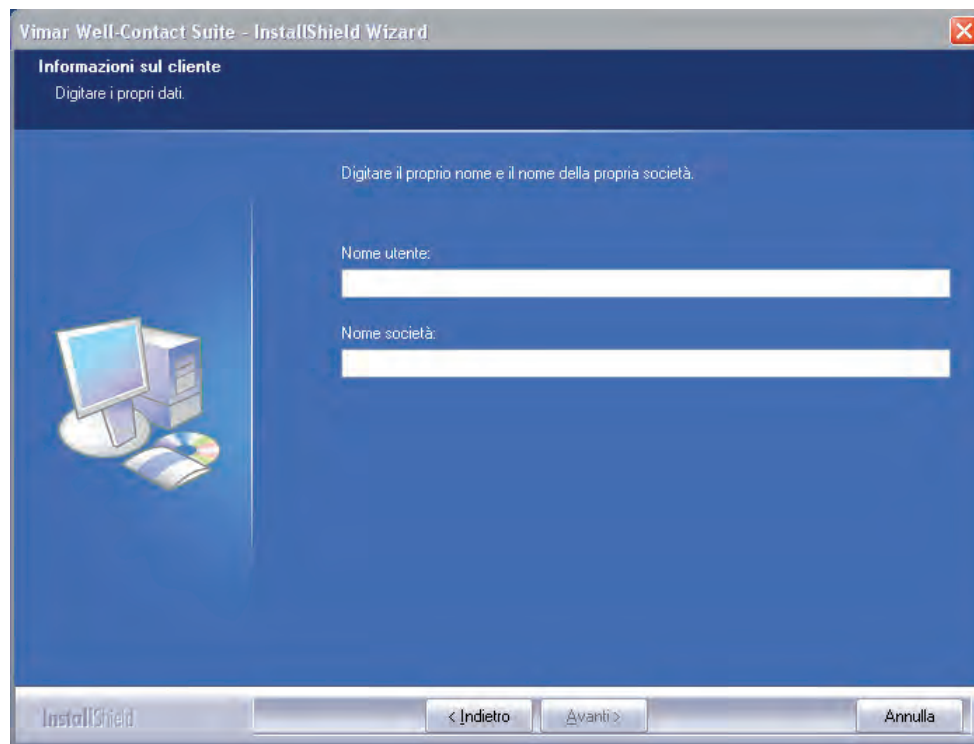 Vimar Well-Contact Suite - InstallShield Wizard
Informazioni sul cliente
Digitare i propri dati.
Digitare il proprio nome e il nome della propria società.
Nome utente:
Nome società:
InstallShield
< Indietro
Avanti >
Annulla